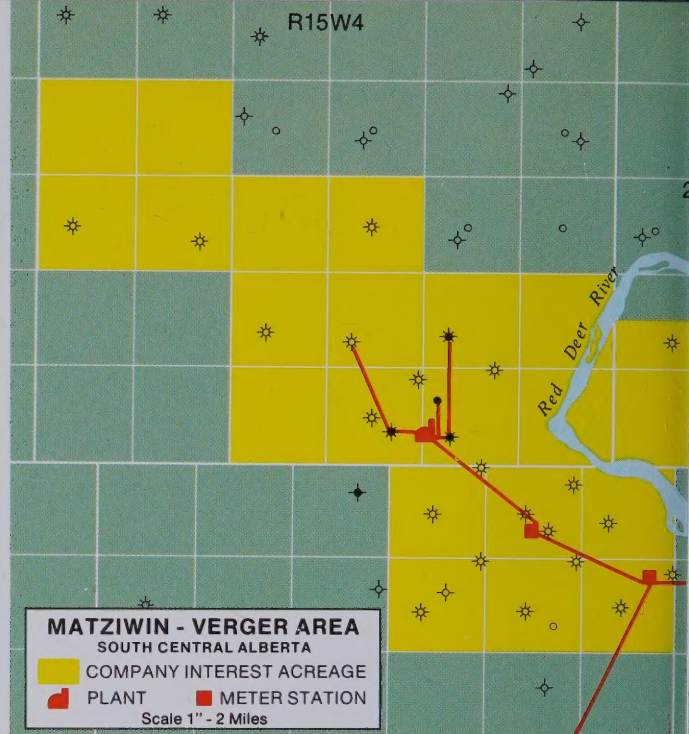 R15W4
2
Red Deer River
MATZIWIN - VERGER AREA
SOUTH CENTRAL ALBERTA
COMPANY INTEREST ACREAGE
PLANT METER STATION
Scale 1" - 2 Miles